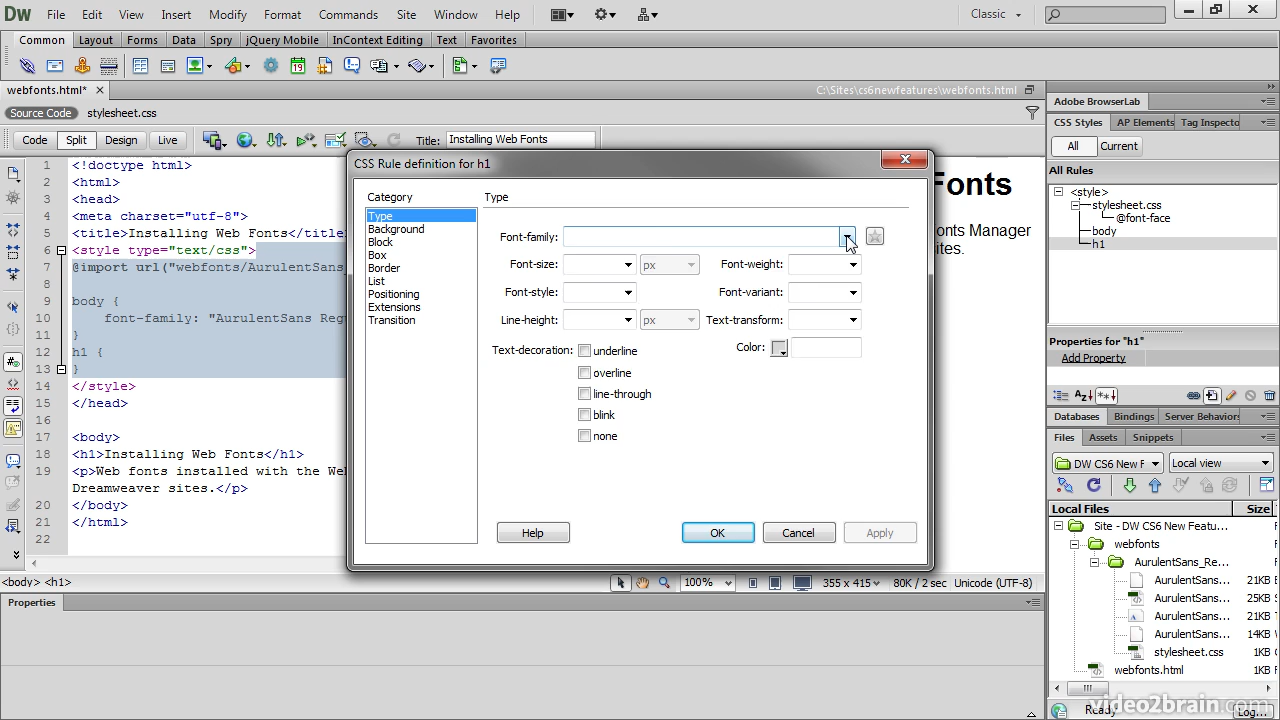 DW File Edit View Insert Modify Format Commands Site Window Help Classic
Common Layout Forms Data Spry jQuery Mobile InContext Editing Text Favorites
webfonts.html* C:\Sites\cs6newfeatures\webfonts.html
Source Code stylesheet.css
Code Split Design Live Title: Installing Web Fonts
1 <!doctype html>
2 <html>
3 <head>
4 <meta charset="utf-8">
5 <title>Installing Web Fonts</title
6 <style type="text/css">
7 @import url("webfonts/AurulentSans_
8
9 body {
10 font-family: "AurulentSans Reg
11 }
12 h1 {
13 }
14 </style>
15 </head>
16
17 <body>
18 <h1>Installing Web Fonts</h1>
19 <p>Web fonts installed with the Web
Dreamweaver sites.</p>
20 </body>
21 </html>
22
CSS Rule definition for h1
Category
Type
Background
Block
Box
Border
List
Positioning
Extensions
Transition
Type
Font-family:
Font-size: px Font-weight:
Font-style: Font-variant:
Line-height: px Text-transform:
Text-decoration: underline Color:
overline
line-through
blink
none
Help OK Cancel Apply
Fonts
onts Manager
ites.
<body> <h1> 100% 355 x 415 80K / 2 sec Unicode (UTF-8)
Properties
Adobe BrowserLab
CSS Styles AP Elements Tag Inspecto
All Current
All Rules
<style>
stylesheet.css
@font-face
body
h1
Properties for "h1"
Add Property
Databases Bindings Server Behaviors
Files Assets Snippets
DW CS6 New F Local view
Local Files Size
Site - DW CS6 New Featu... F
webfonts F
AurulentSans_Re... F
AurulentSans... 21KB
AurulentSans... 25KB
AurulentSans... 21KB
AurulentSans... 14KB
stylesheet.css 1KB
webfonts.html 1KB
Ready Log...
video2brain.com